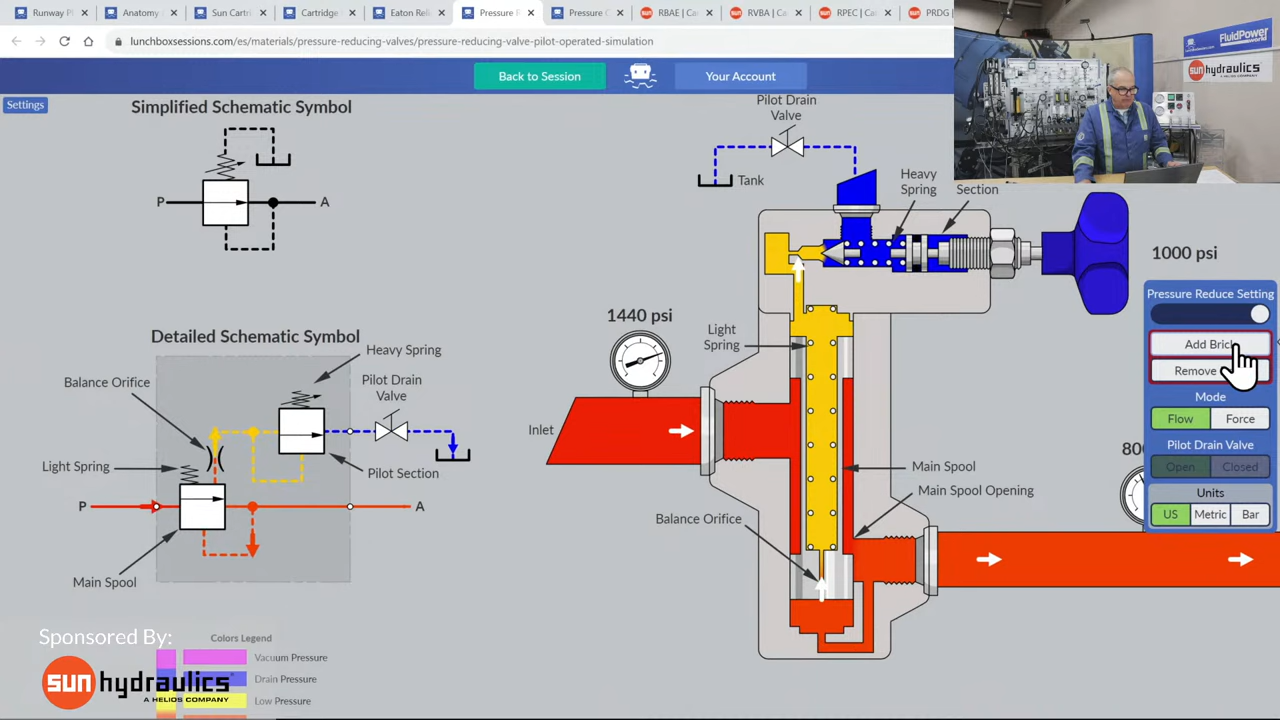 Runway P
Anatomy
Sun Cartri
Cartridge
Eaton Relie
Pressure R
Pressure C
RBAE | Ca
RVBA | Ca
RPEC | Ca
PRDG
lunchboxsessions.com/es/materials/pressure-reducing-valves/pressure-reducing-valve-pilot-operated-simulation
FluidPower
World
sun
hydraulics
Settings
Back to Session
Your Account
Simplified Schematic Symbol
P
A
Pilot Drain
Valve
Tank
Heavy
Spring
Section
1000 psi
Pressure Reduce Setting
Add Bric
Remove
Mode
Flow
Force
Pilot Drain Valve
Open
Closed
Units
US
Metric
Bar
1440 psi
Light
Spring
Inlet
Main Spool
Main Spool Opening
Balance Orifice
80
Detailed Schematic Symbol
Heavy Spring
Balance Orifice
Pilot Drain
Valve
Light Spring
Pilot Section
P
A
Main Spool
Sponsored By:
sun hydraulics
A HELIOS COMPANY
Colors Legend
Vacuum Pressure
Drain Pressure
Low Pressure